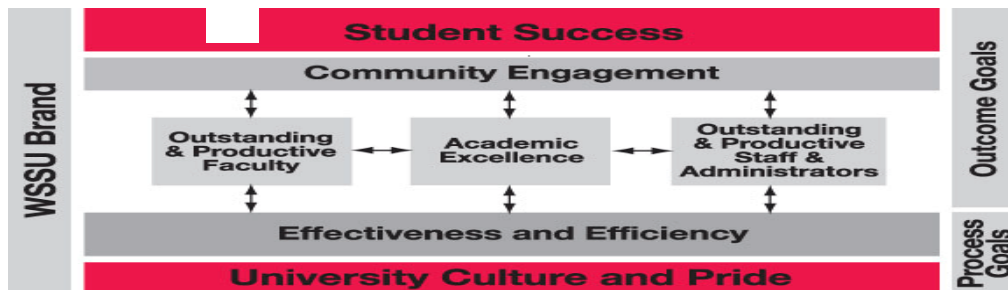 WSSU Brand
Student Success
Community Engagement
Outstanding
& Productive
Faculty
Academic
Excellence
Outstanding
& Productive
Staff &
Administrators
Effectiveness and Efficiency
University Culture and Pride
Outcome Goals
Process
Goals